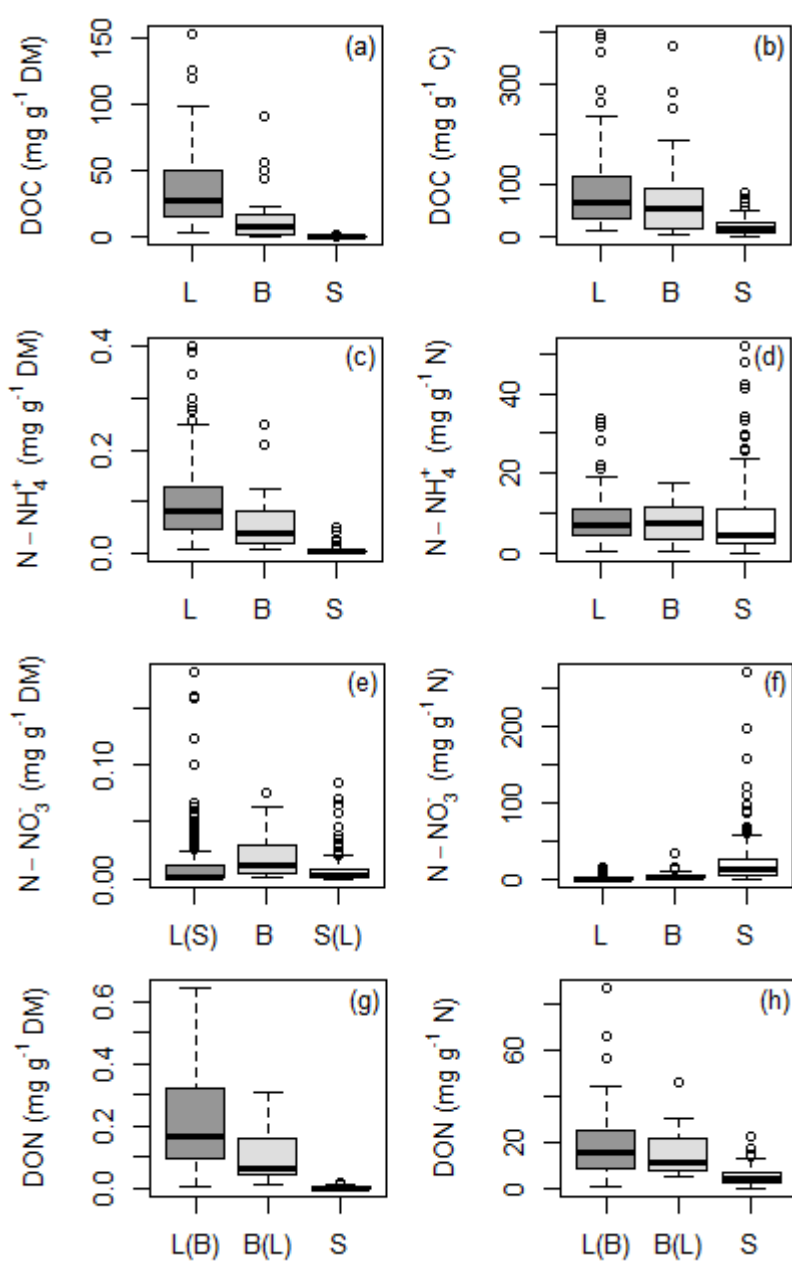 DOC (mg g⁻¹ DM)
150
100
50
0
(a)
L B S
DOC (mg g⁻¹ C)
300
100
0
(b)
L B S
N − NH₄⁺ (mg g⁻¹ DM)
0.4
0.2
0.0
(c)
L B S
N − NH₄⁺ (mg g⁻¹ N)
40
20
0
(d)
L B S
N − NO₃⁻ (mg g⁻¹ DM)
0.10
0.00
(e)
L(S) B S(L)
N − NO₃⁻ (mg g⁻¹ N)
200
100
0
(f)
L B S
DON (mg g⁻¹ DM)
0.6
0.4
0.2
0.0
(g)
L(B) B(L) S
DON (mg g⁻¹ N)
60
20
0
(h)
L(B) B(L) S